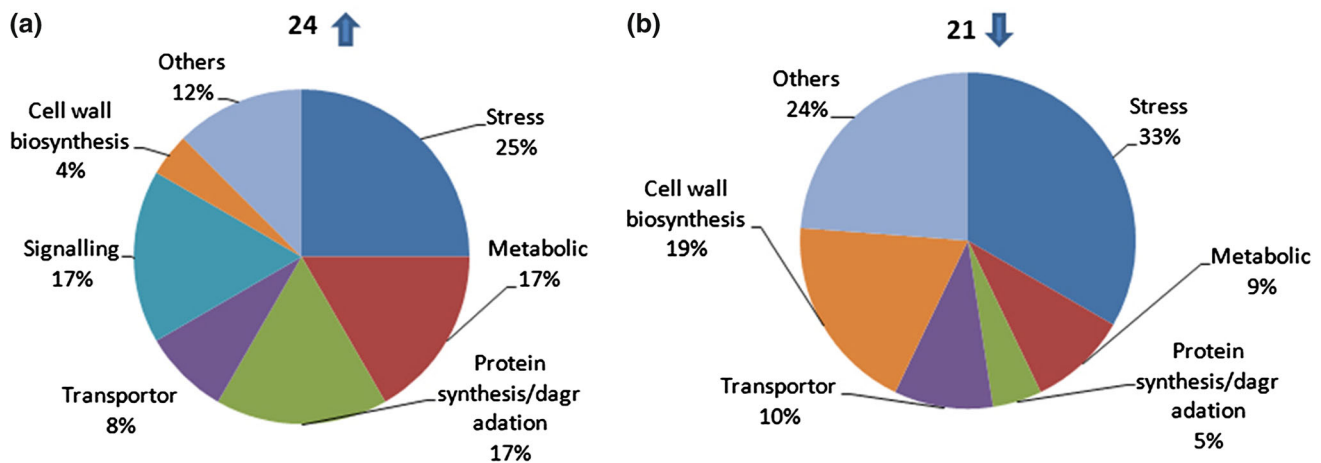 (a)
24
Others
12%
Cell wall
biosynthesis
4%
Stress
25%
Signalling
17%
Metabolic
17%
Transportor
8%
Protein
synthesis/dagr
adation
17%
(b)
21
Others
24%
Stress
33%
Cell wall
biosynthesis
19%
Metabolic
9%
Transportor
10%
Protein
synthesis/dagr
adation
5%